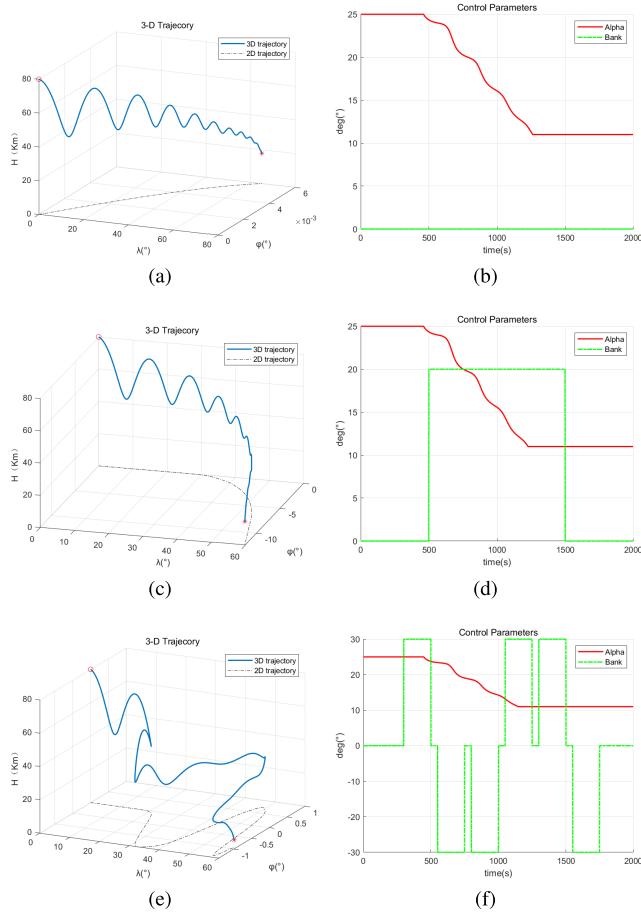 3-D Trajecory
3D trajectory
2D trajectory
80
60
40
20
0
H (Km)
0
20
40
60
80
λ(°)
0
2
4
6
×10⁻³
φ(°)
(a)
Control Parameters
Alpha
Bank
25
20
15
10
5
0
deg(°)
0
500
1000
1500
2000
time(s)
(b)
3-D Trajecory
3D trajectory
2D trajectory
80
60
40
20
0
H (Km)
0
10
20
30
40
50
60
λ(°)
-10
-5
0
φ(°)
(c)
Control Parameters
Alpha
Bank
25
20
15
10
5
0
deg(°)
0
500
1000
1500
2000
time(s)
(d)
3-D Trajecory
3D trajectory
2D trajectory
80
60
40
20
0
H (Km)
0
10
20
30
40
50
60
λ(°)
-1
-0.5
0
0.5
1
φ(°)
(e)
Control Parameters
Alpha
Bank
30
20
10
0
-10
-20
-30
deg(°)
0
500
1000
1500
2000
time(s)
(f)